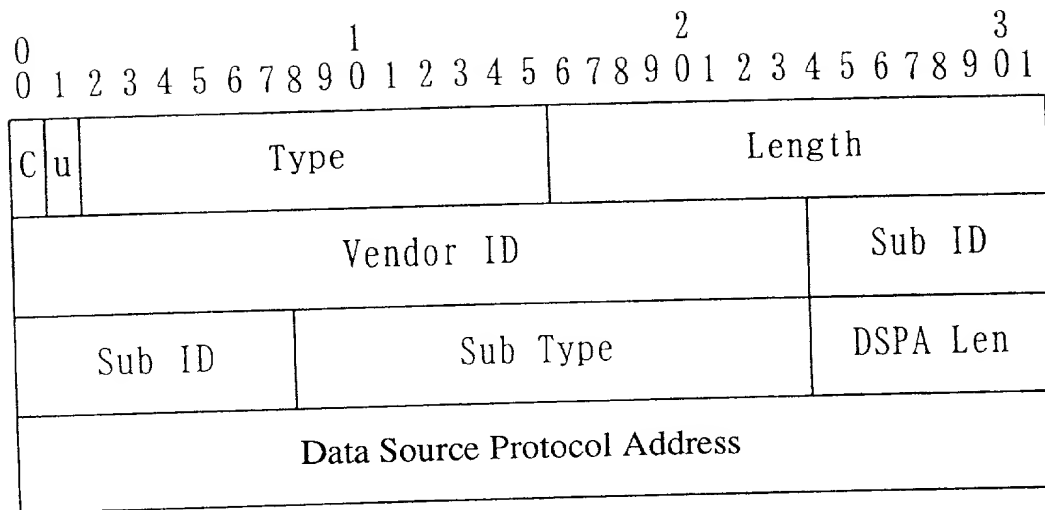 0 1 2 3
0 1 2 3 4 5 6 7 8 9 0 1 2 3 4 5 6 7 8 9 0 1 2 3 4 5 6 7 8 9 0 1
C u Type Length
Vendor ID Sub ID
Sub ID Sub Type DSPA Len
Data Source Protocol Address